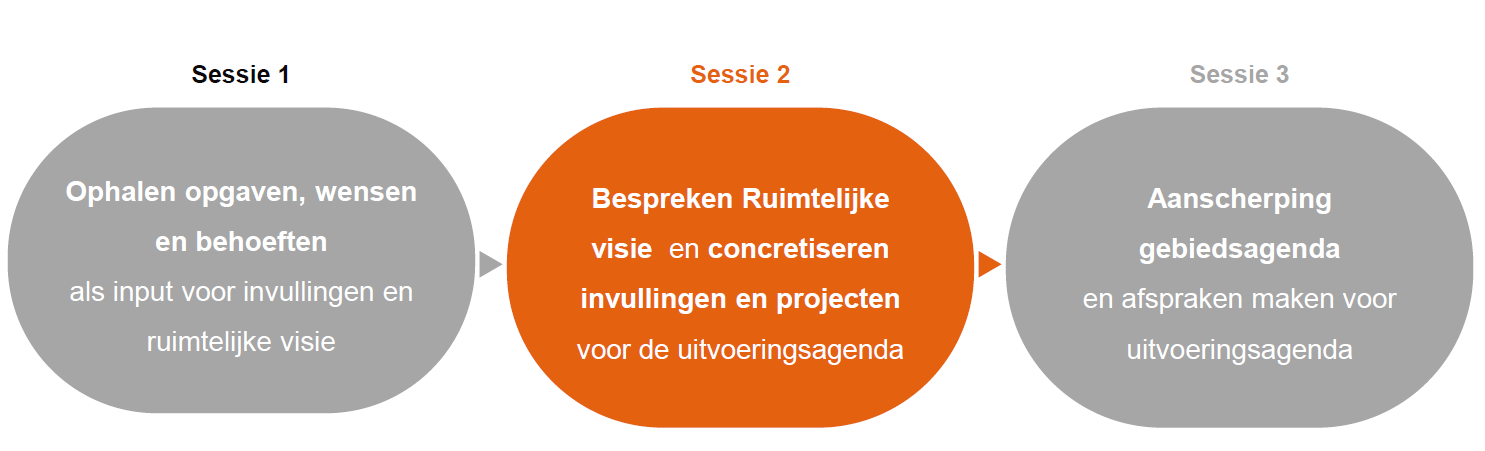 Sessie 1
Ophalen opgaven, wensen
en behoeften
als input voor invullingen en
ruimtelijke visie
Sessie 2
Bespreken Ruimtelijke
visie  en concretiseren
invullingen en projecten
voor de uitvoeringsagenda
Sessie 3
Aanscherping
gebiedsagenda
en afspraken maken voor
uitvoeringsagenda